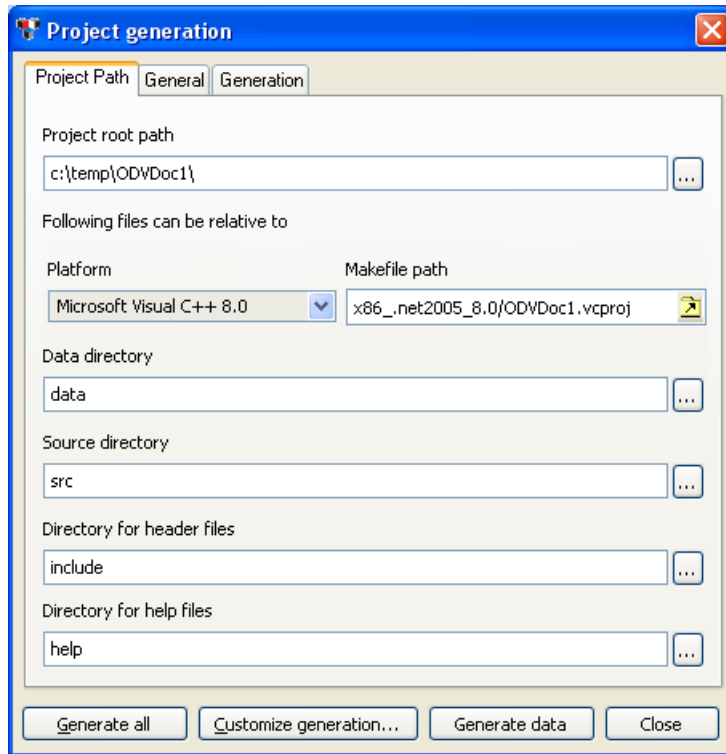 Project generation
Project Path General Generation
Project root path
c:\temp\ODVDoc1\
...
Following files can be relative to
Platform Makefile path
Microsoft Visual C++ 8.0 x86_.net2005_8.0/ODVDoc1.vcproj
Data directory
data
...
Source directory
src
...
Directory for header files
include
...
Directory for help files
help
...
Generate all Customize generation... Generate data Close